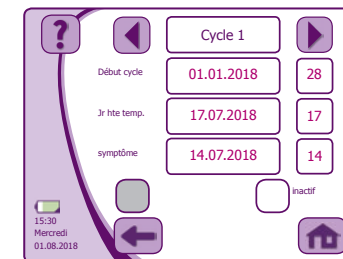 ?
Cycle 1
Début cycle 01.01.2018 28
Jr hte temp. 17.07.2018 17
symptôme 14.07.2018 14
inactif
15:30
Mercredi
01.08.2018